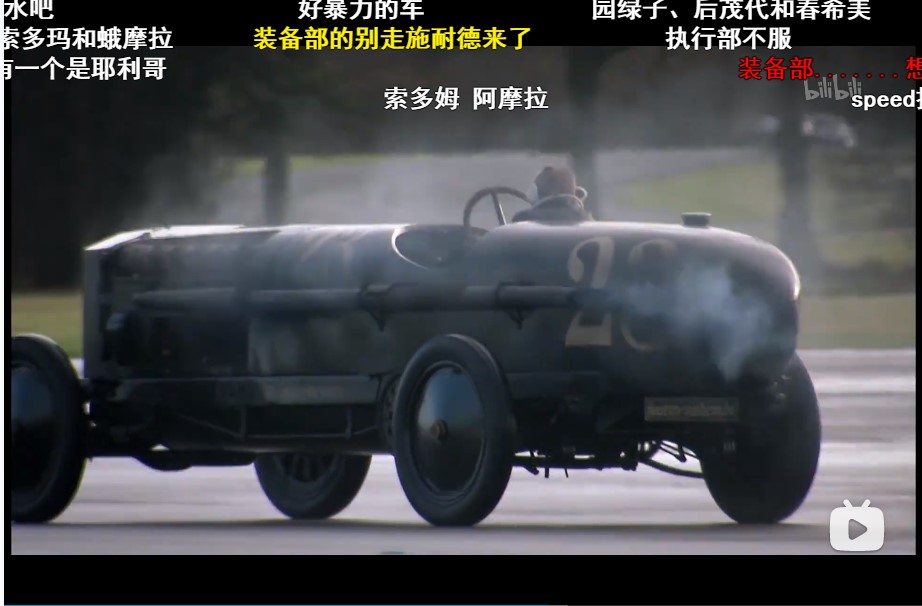 水吧
好暴力的车
园绿子、后茂代和春希美
索多玛和蛾摩拉
装备部的别走施耐德来了
执行部不服
有一个是耶利哥
装备部.......想
bilibili
索多姆 阿摩拉
speed